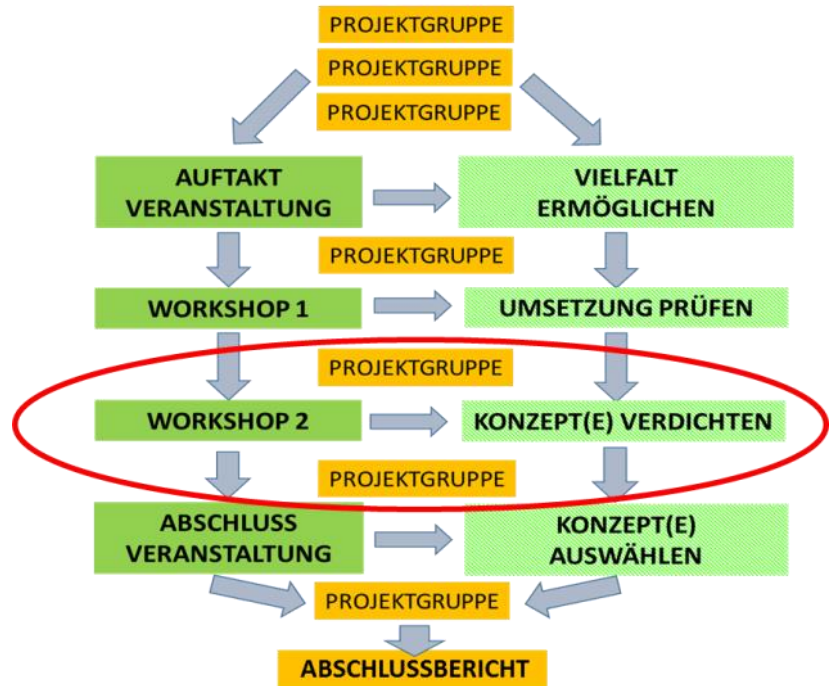 PROJEKTGRUPPE
PROJEKTGRUPPE
PROJEKTGRUPPE
AUFTAKT
VERANSTALTUNG
VIELFALT
ERMÖGLICHEN
PROJEKTGRUPPE
WORKSHOP 1
UMSETZUNG PRÜFEN
PROJEKTGRUPPE
WORKSHOP 2
KONZEPT(E) VERDICHTEN
PROJEKTGRUPPE
ABSCHLUSS
VERANSTALTUNG
KONZEPT(E)
AUSWÄHLEN
PROJEKTGRUPPE
ABSCHLUSSBERICHT